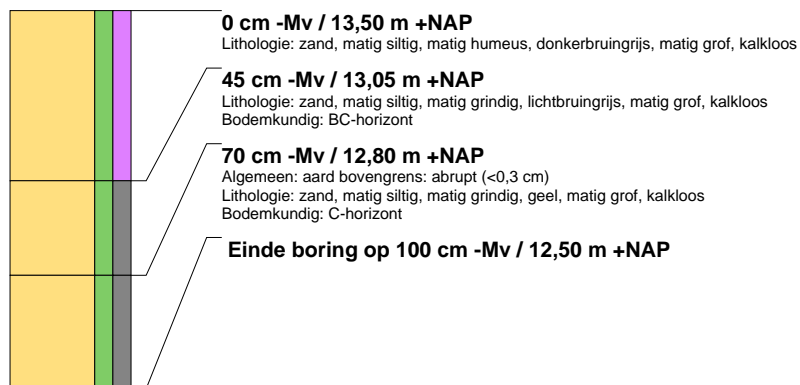 0 cm -Mv / 13,50 m +NAP
Lithologie: zand, matig siltig, matig humeus, donkerbruingrijs, matig grof, kalkloos
45 cm -Mv / 13,05 m +NAP
Lithologie: zand, matig siltig, matig grindig, lichtbruingrijs, matig grof, kalkloos
Bodemkundig: BC-horizont
70 cm -Mv / 12,80 m +NAP
Algemeen: aard bovengrens: abrupt (<0,3 cm)
Lithologie: zand, matig siltig, matig grindig, geel, matig grof, kalkloos
Bodemkundig: C-horizont
Einde boring op 100 cm -Mv / 12,50 m +NAP